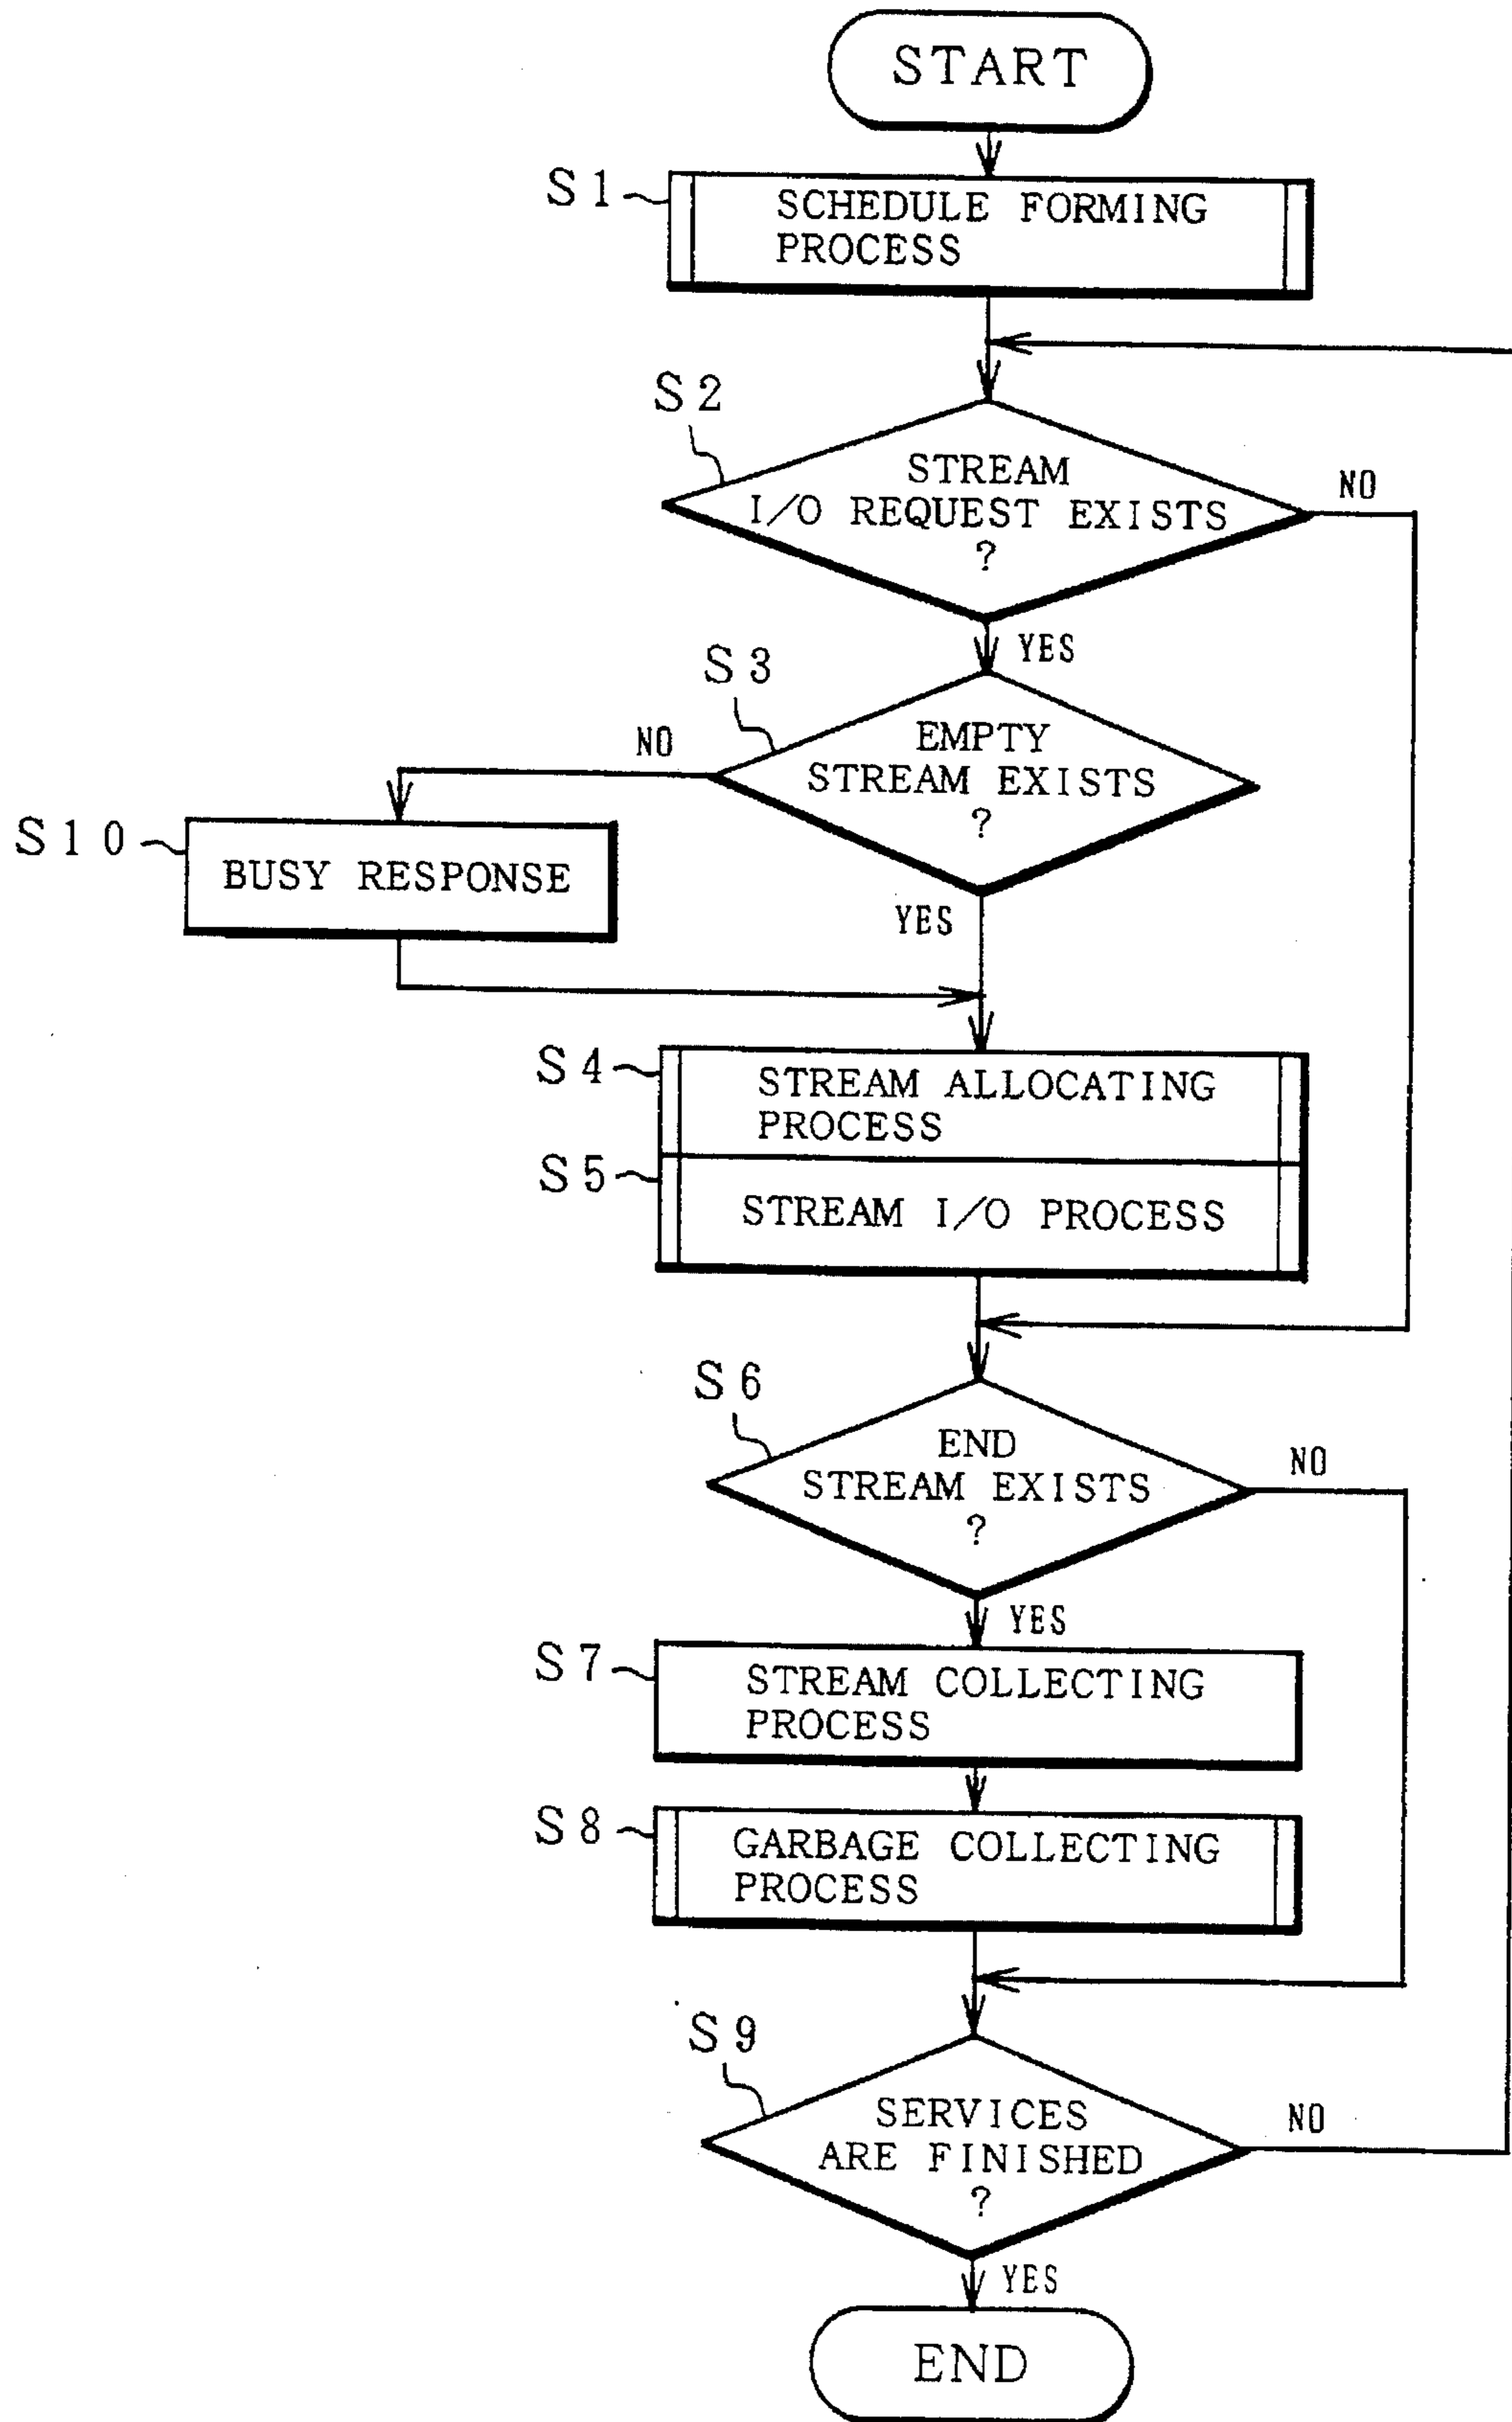 START
S1
SCHEDULE FORMING
PROCESS
S2
STREAM
I/O REQUEST EXISTS
?
NO
YES
S3
EMPTY
STREAM EXISTS
?
NO
S10
BUSY RESPONSE
YES
S4
STREAM ALLOCATING
PROCESS
S5
STREAM I/O PROCESS
S6
END
STREAM EXISTS
?
NO
YES
S7
STREAM COLLECTING
PROCESS
S8
GARBAGE COLLECTING
PROCESS
S9
SERVICES
ARE FINISHED
?
NO
YES
END